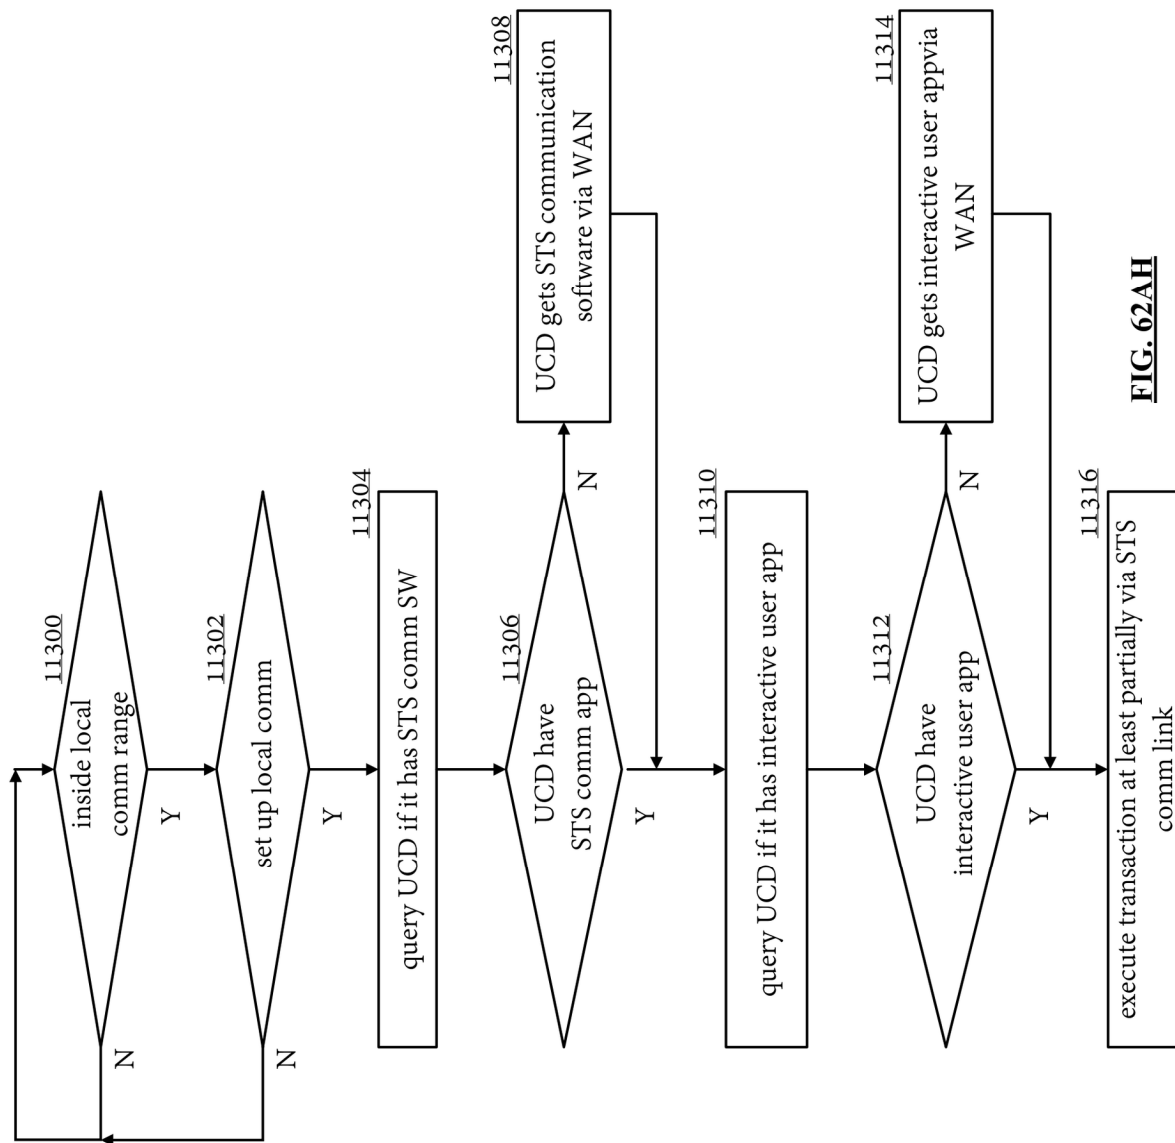 11300
inside local
comm range
N
Y
11302
set up local comm
N
Y
11304
query UCD if it has STS comm SW
11306
UCD have
STS comm app
N
Y
11308
UCD gets STS communication
software via WAN
11310
query UCD if it has interactive user app
11312
UCD have
interactive user app
N
Y
11314
UCD gets interactive user appvia
WAN
11316
execute transaction at least partially via STS
comm link
FIG. 62AH